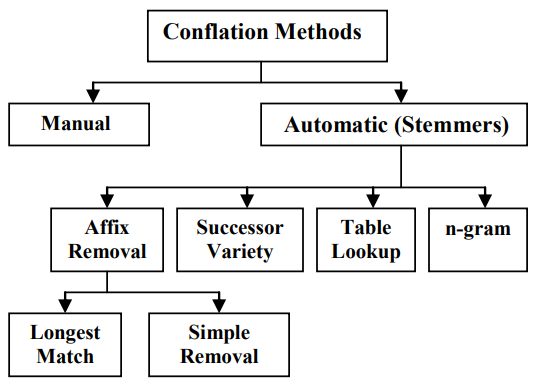 Conflation Methods
Manual
Automatic (Stemmers)
Affix
Removal
Successor
Variety
Table
Lookup
n-gram
Longest
Match
Simple
Removal